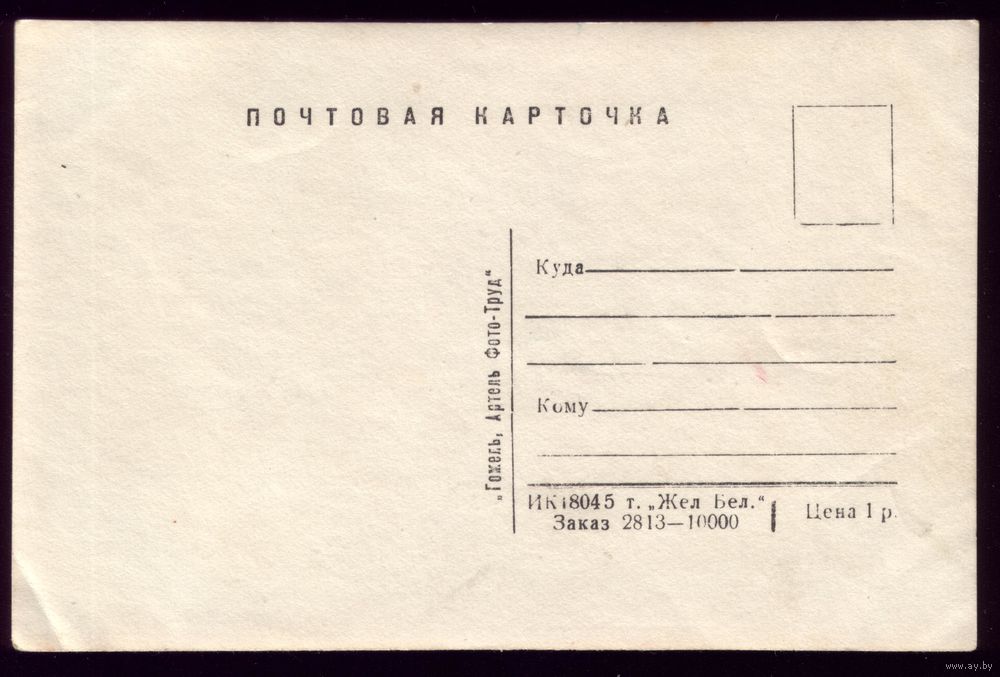 ПОЧТОВАЯ КАРТОЧКА
Куда
„Гомель, Артель Фото-Труд“
Кому
ИК18045 т. „Жел Бел.“
Заказ 2813—10000
Цена 1 р.
www.ay.by